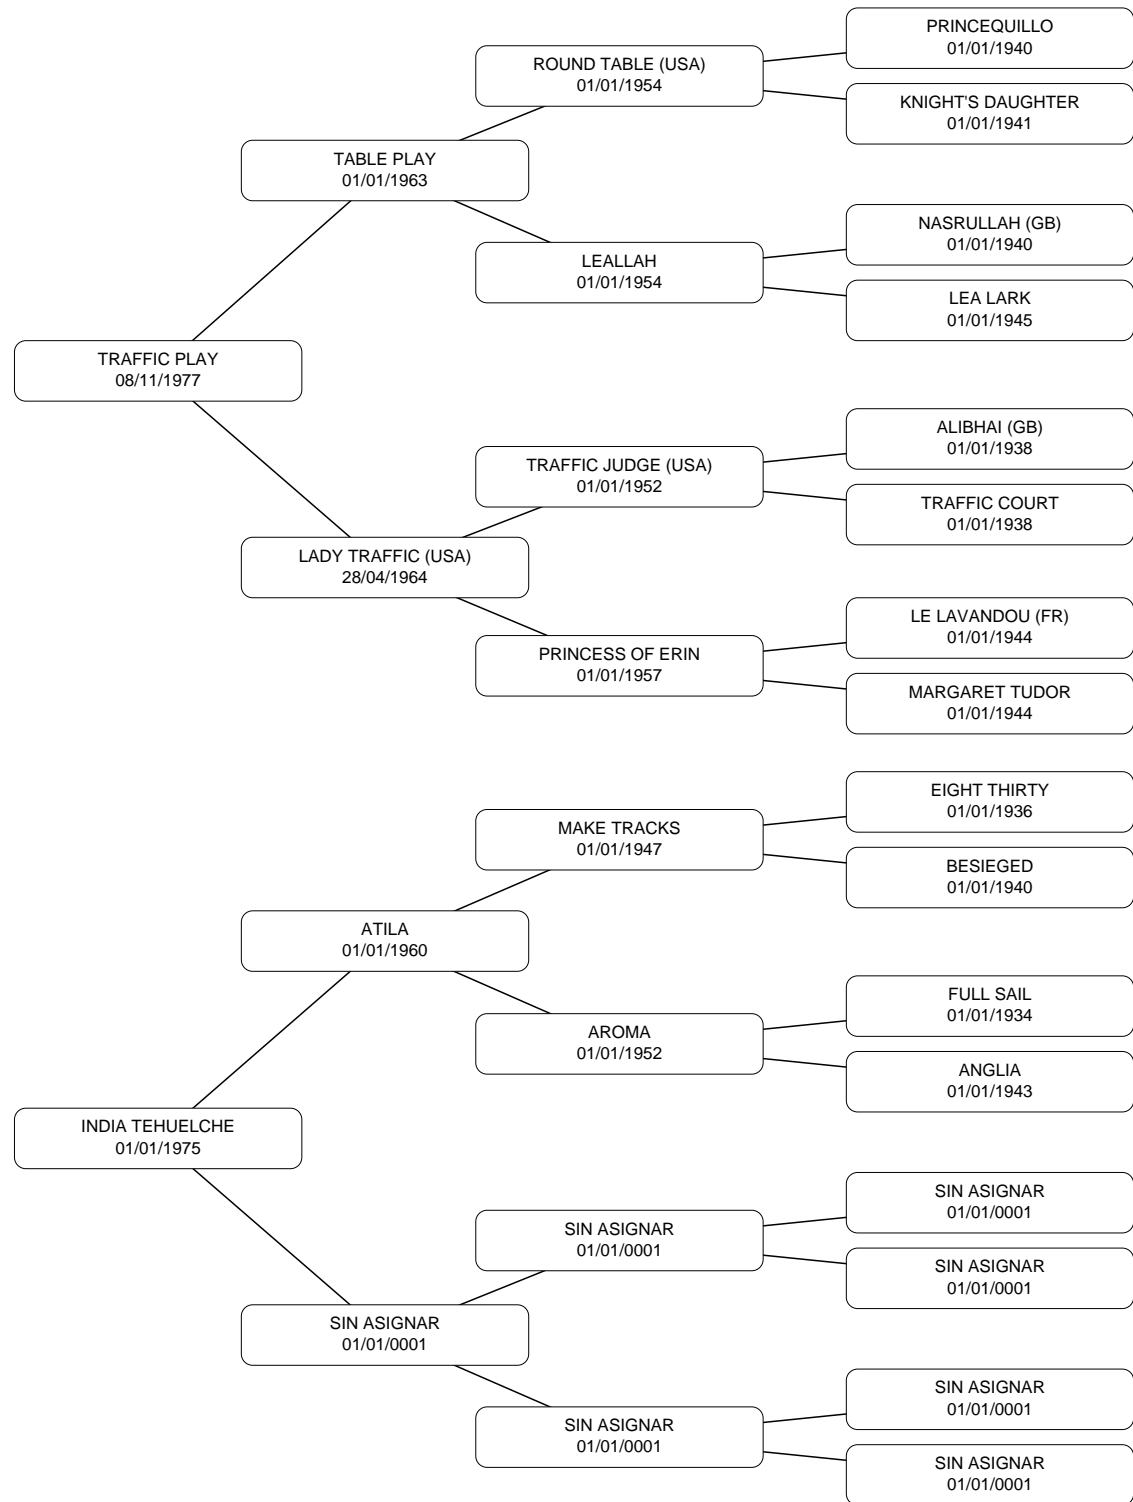 PRINCEQUILLO
01/01/1940
ROUND TABLE (USA)
01/01/1954
KNIGHT'S DAUGHTER
01/01/1941
TABLE PLAY
01/01/1963
NASRULLAH (GB)
01/01/1940
LEALLAH
01/01/1954
LEA LARK
01/01/1945
TRAFFIC PLAY
08/11/1977
ALIBHAI (GB)
01/01/1938
TRAFFIC JUDGE (USA)
01/01/1952
TRAFFIC COURT
01/01/1938
LADY TRAFFIC (USA)
28/04/1964
LE LAVANDOU (FR)
01/01/1944
PRINCESS OF ERIN
01/01/1957
MARGARET TUDOR
01/01/1944
EIGHT THIRTY
01/01/1936
MAKE TRACKS
01/01/1947
BESIEGED
01/01/1940
ATILA
01/01/1960
FULL SAIL
01/01/1934
AROMA
01/01/1952
ANGLIA
01/01/1943
INDIA TEHUELCHE
01/01/1975
SIN ASIGNAR
01/01/0001
SIN ASIGNAR
01/01/0001
SIN ASIGNAR
01/01/0001
SIN ASIGNAR
01/01/0001
SIN ASIGNAR
01/01/0001
SIN ASIGNAR
01/01/0001
SIN ASIGNAR
01/01/0001